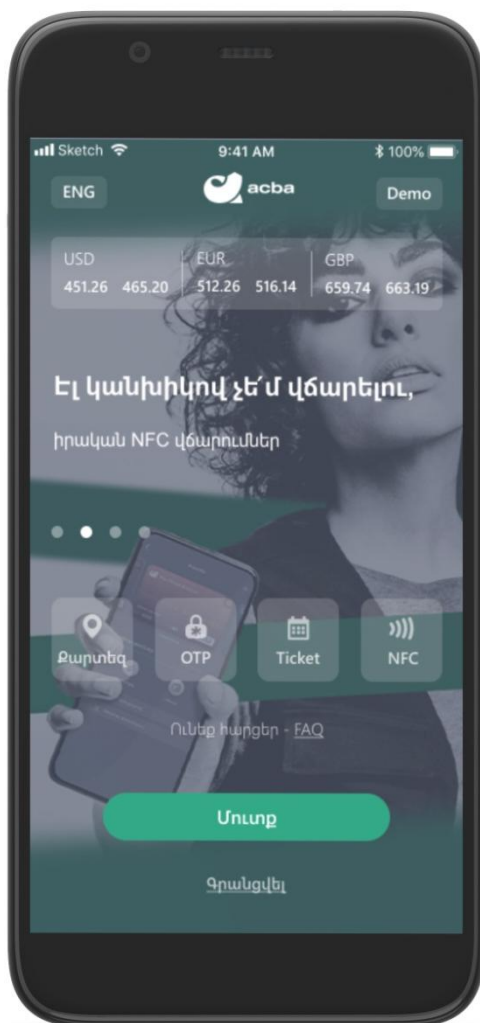 Sketch 9:41 AM 100%
ENG acba Demo
USD EUR GBP
451.26 465.20 512.26 516.14 659.74 663.19
Էլ կանխիկով չե՛մ վճարելու,
իրական NFC վճարումներ
Քարտեզ OTP Ticket NFC
Ունեք հարցեր - FAQ
Մուտք
Գրանցվել